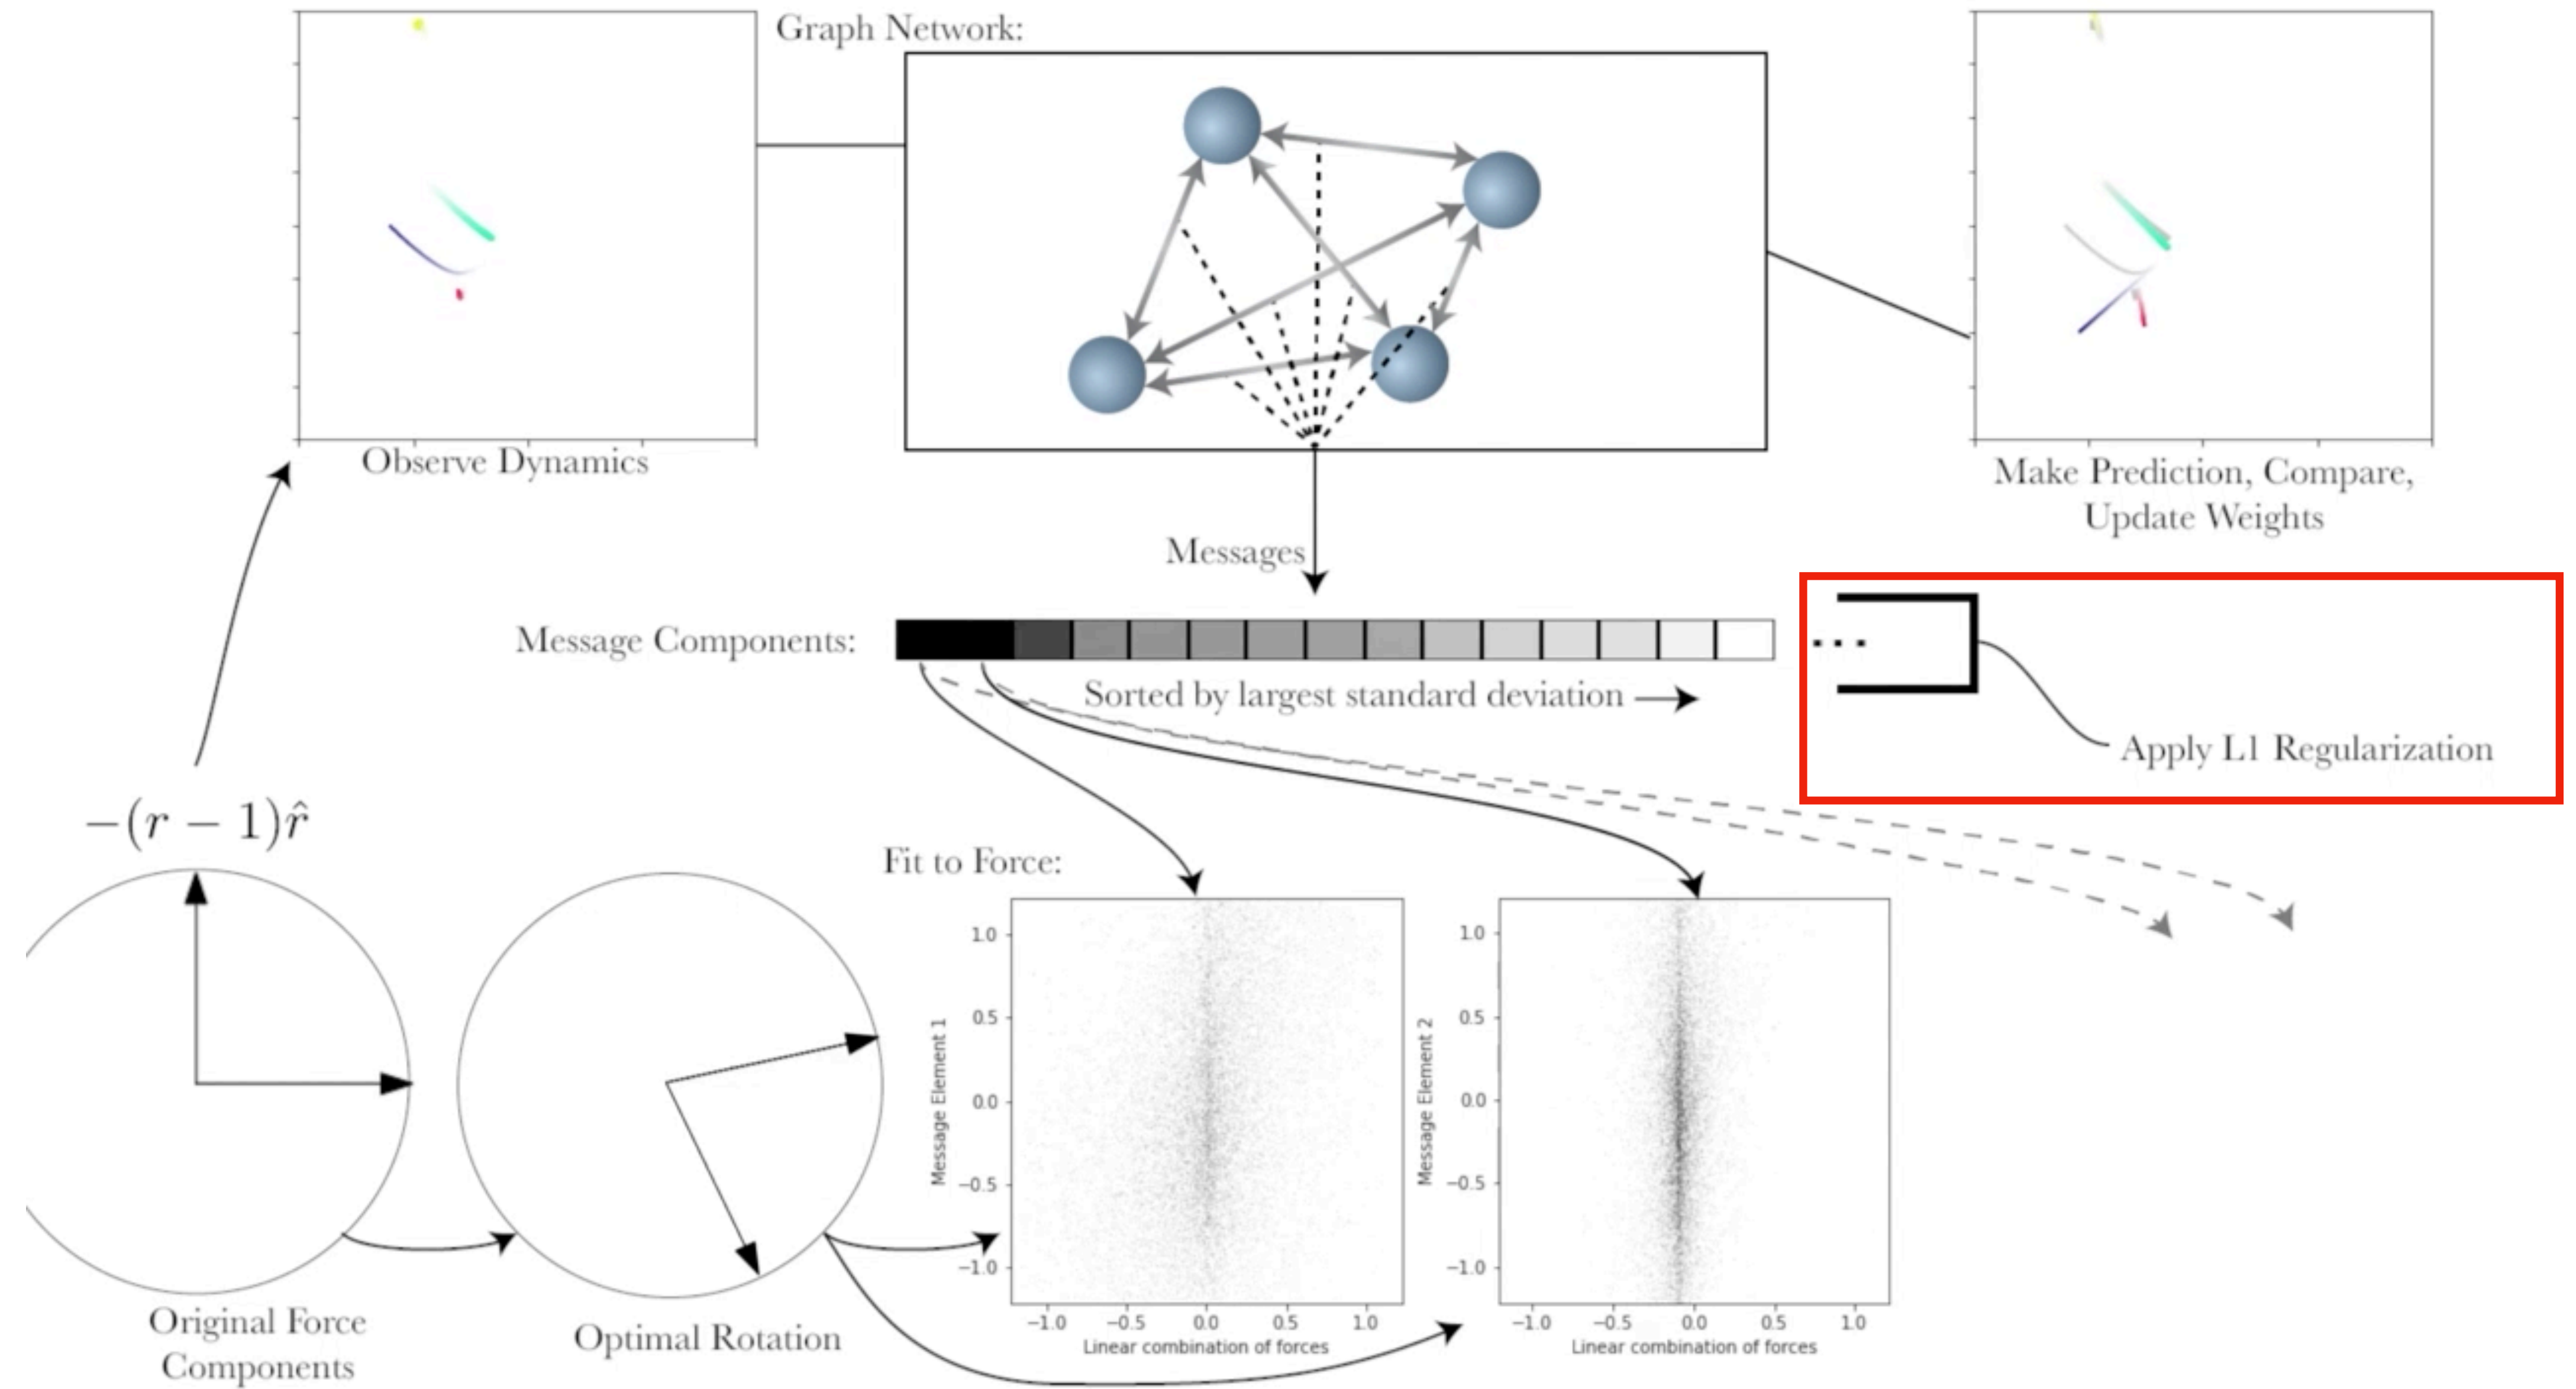 Graph Network:
Observe Dynamics
Make Prediction, Compare,
Update Weights
Messages
Message Components:
Sorted by largest standard deviation
...
Apply L1 Regularization
−(r − 1)r̂
Fit to Force:
Original Force
Components
Optimal Rotation
Message Element 1
1.0
0.5
0.0
−0.5
−1.0
−1.0 −0.5 0.0 0.5 1.0
Linear combination of forces
Message Element 2
1.0
0.5
0.0
−0.5
−1.0
−1.0 −0.5 0.0 0.5 1.0
Linear combination of forces